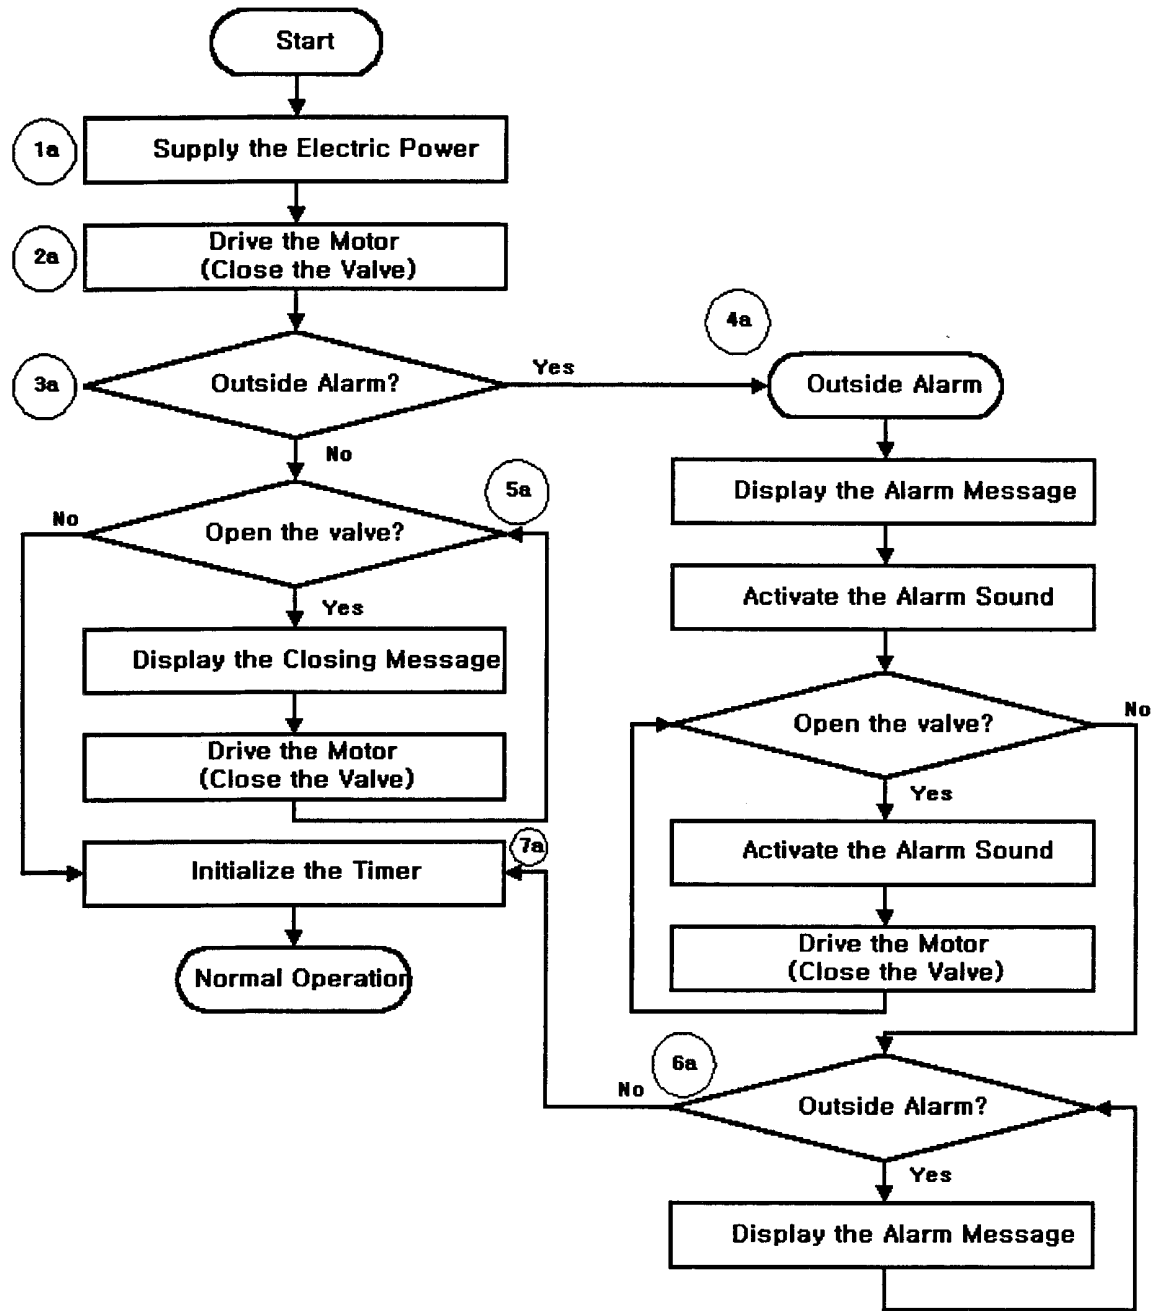 Start
1a
Supply the Electric Power
2a
Drive the Motor
(Close the Valve)
3a
Outside Alarm?
Yes
4a
Outside Alarm
No
Display the Alarm Message
Activate the Alarm Sound
5a
No
Open the valve?
Yes
Display the Closing Message
Drive the Motor
(Close the Valve)
7a
Initialize the Timer
Normal Operation
Open the valve?
No
Yes
Activate the Alarm Sound
Drive the Motor
(Close the Valve)
6a
No
Outside Alarm?
Yes
Display the Alarm Message